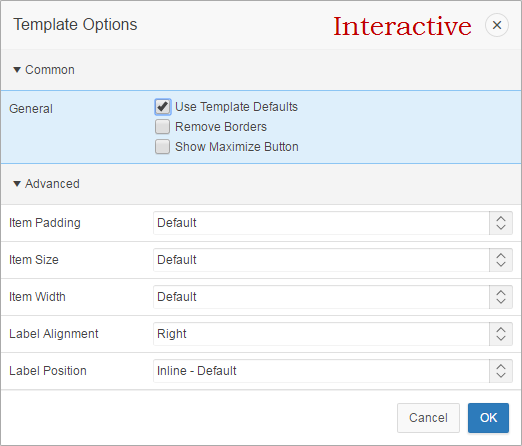 Template Options Interactive
Common
General
Use Template Defaults
Remove Borders
Show Maximize Button
Advanced
Item Padding Default
Item Size Default
Item Width Default
Label Alignment Right
Label Position Inline - Default
Cancel OK